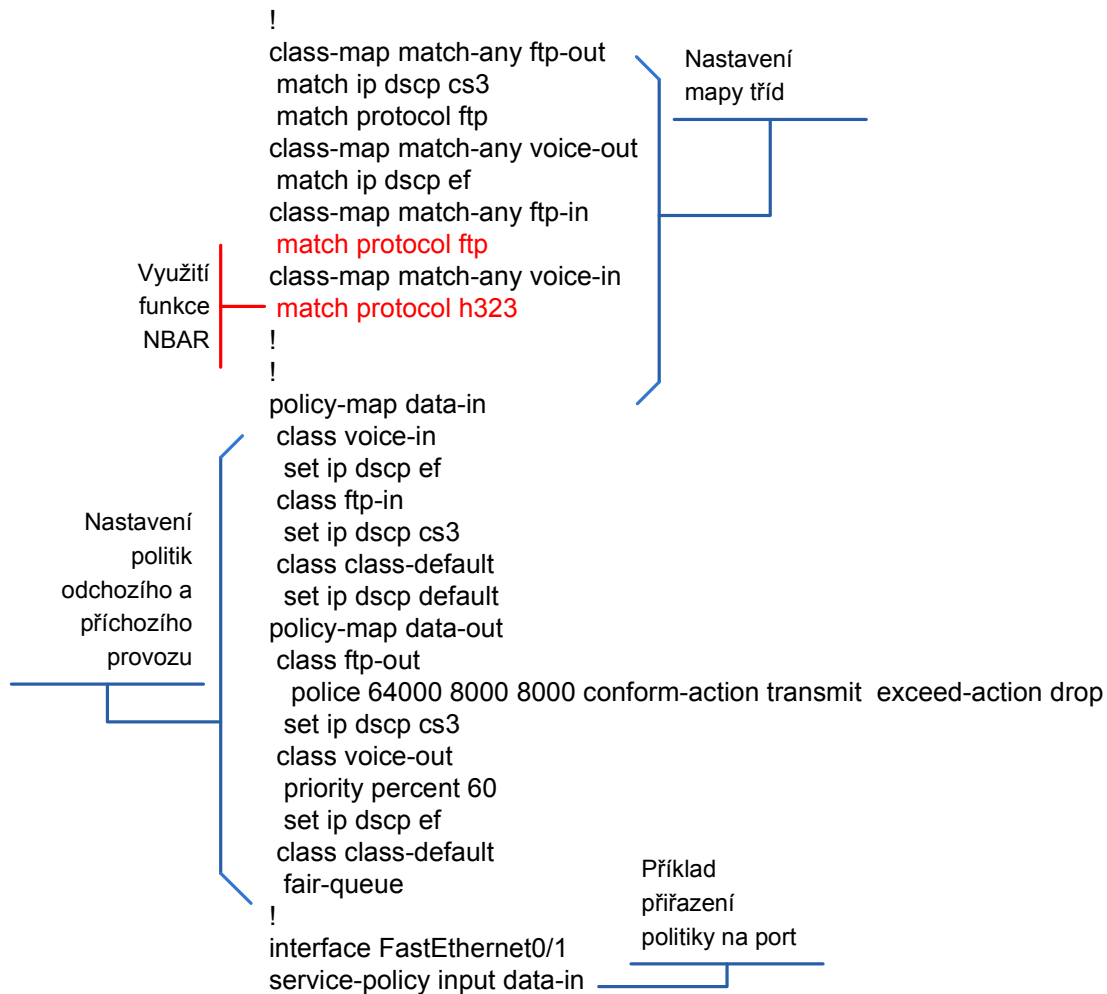 !
class-map match-any ftp-out
match ip dscp cs3
match protocol ftp
class-map match-any voice-out
match ip dscp ef
class-map match-any ftp-in
match protocol ftp
class-map match-any voice-in
match protocol h323
!
!
policy-map data-in
class voice-in
set ip dscp ef
class ftp-in
set ip dscp cs3
class class-default
set ip dscp default
policy-map data-out
class ftp-out
police 64000 8000 8000 conform-action transmit exceed-action drop
set ip dscp cs3
class voice-out
priority percent 60
set ip dscp ef
class class-default
fair-queue
!
interface FastEthernet0/1
service-policy input data-in
Nastavení
mapy tříd
Využití
funkce
NBAR
Nastavení
politik
odchozího a
příchozího
provozu
Příklad
přiřazení
politiky na port